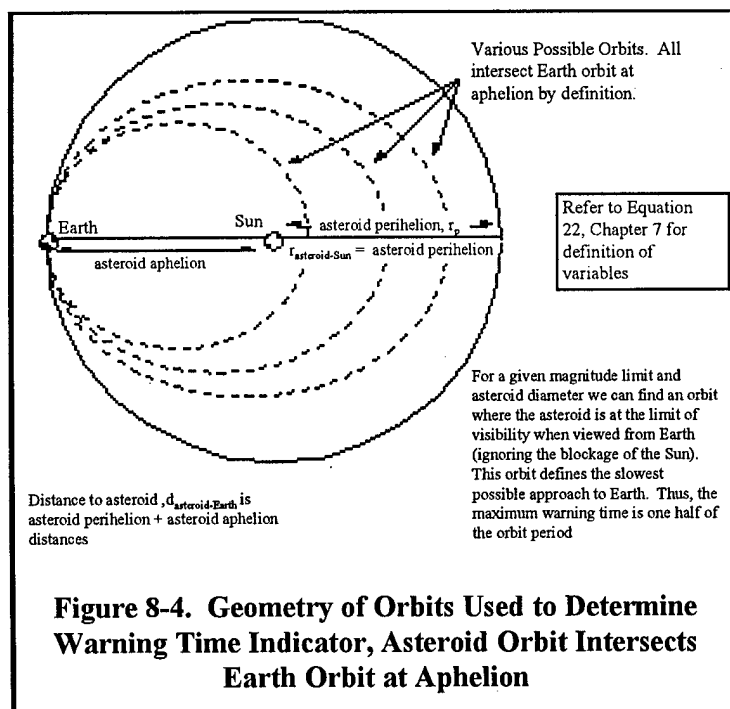 Various Possible Orbits. All
intersect Earth orbit at
aphelion by definition.
Earth
Sun
asteroid perihelion, rp
asteroid aphelion
rasteroid-Sun = asteroid perihelion
Refer to Equation
22, Chapter 7 for
definition of
variables
For a given magnitude limit and
asteroid diameter we can find an orbit
where the asteroid is at the limit of
visibility when viewed from Earth
(ignoring the blockage of the Sun).
This orbit defines the slowest
possible approach to Earth. Thus, the
maximum warning time is one half of
the orbit period
Distance to asteroid ,dasteroid-Earth is
asteroid perihelion + asteroid aphelion
distances
Figure 8-4. Geometry of Orbits Used to Determine
Warning Time Indicator, Asteroid Orbit Intersects
Earth Orbit at Aphelion